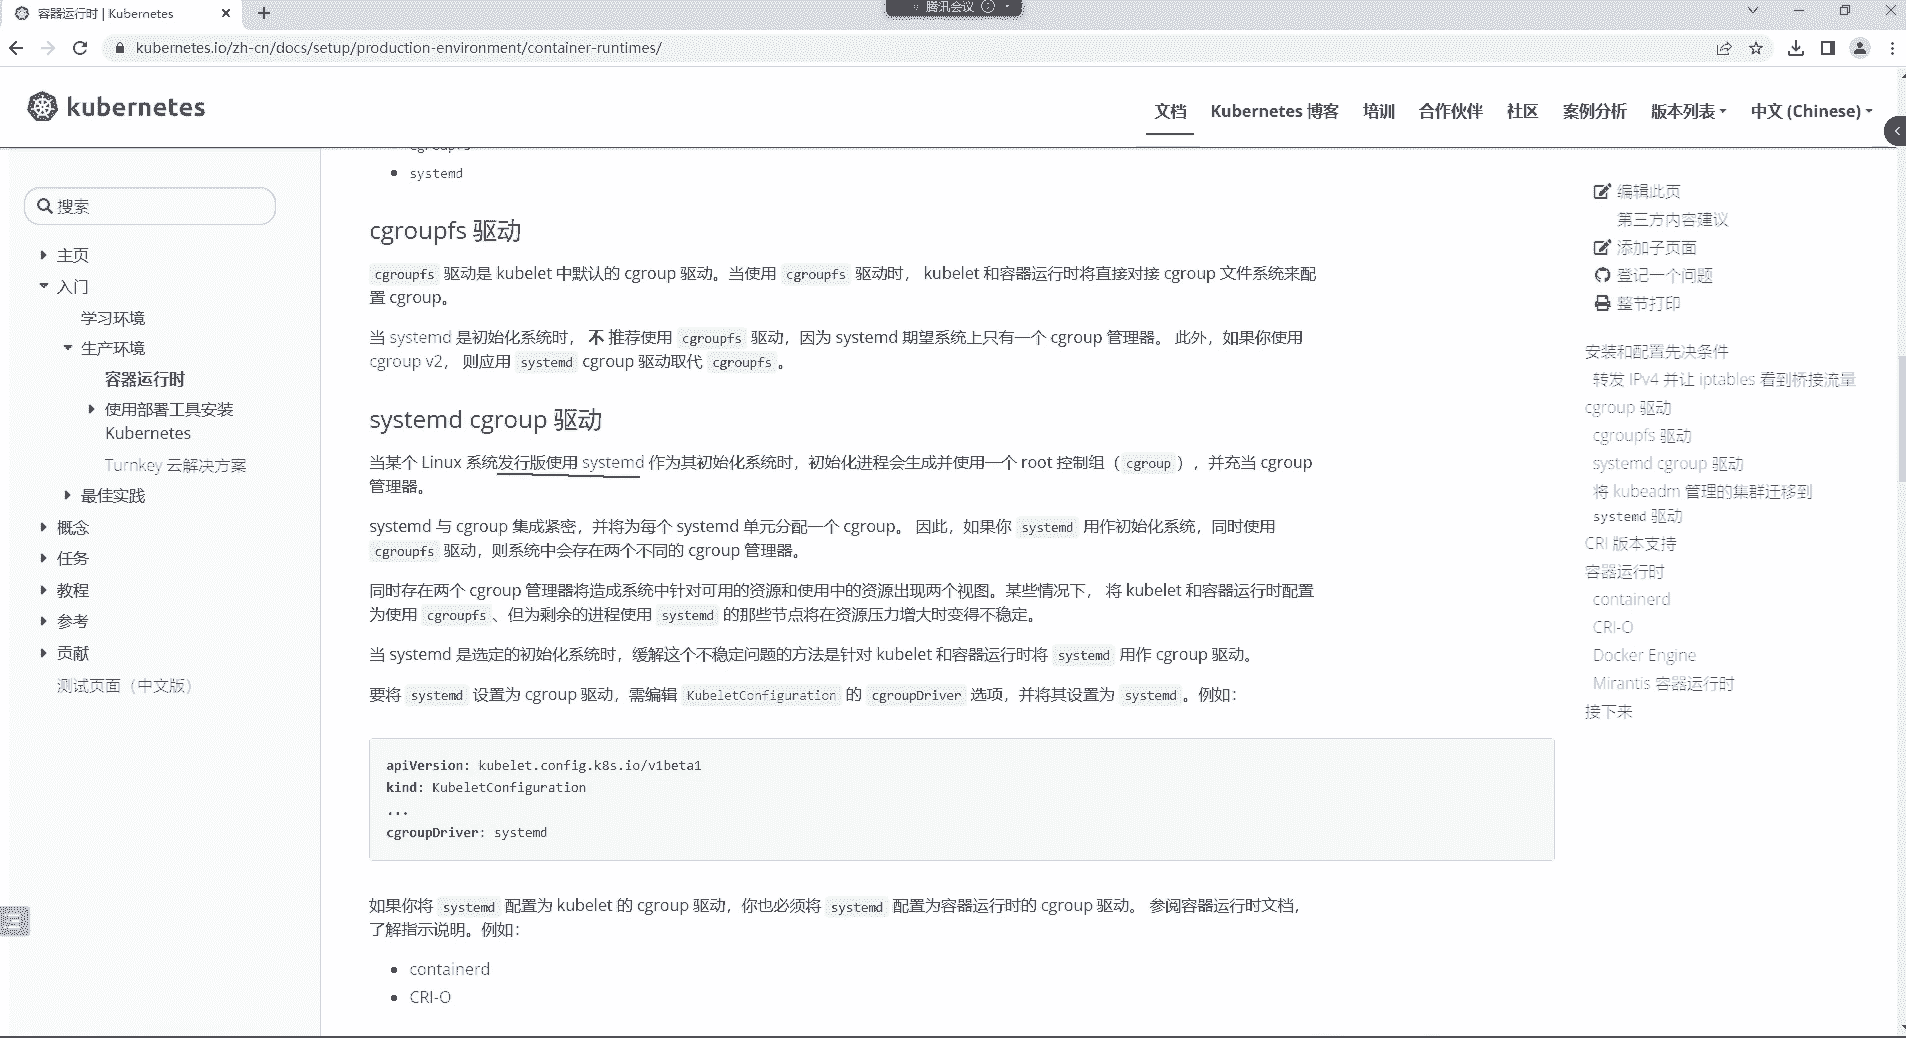 容器运行时 | Kubernetes
腾讯会议
kubernetes.io/zh-cn/docs/setup/production-environment/container-runtimes/
kubernetes
文档
Kubernetes 博客
培训
合作伙伴
社区
案例分析
版本列表
中文 (Chinese)
搜索
主页
入门
学习环境
生产环境
容器运行时
使用部署工具安装
Kubernetes
Turnkey 云解决方案
最佳实践
概念
任务
教程
参考
贡献
测试页面（中文版）
cgroupfs
systemd
cgroupfs 驱动
cgroupfs 驱动是 kubelet 中默认的 cgroup 驱动。当使用 cgroupfs 驱动时， kubelet 和容器运行时将直接对接 cgroup 文件系统来配
置 cgroup。
当 systemd 是初始化系统时， 不 推荐使用 cgroupfs 驱动，因为 systemd 期望系统上只有一个 cgroup 管理器。 此外，如果你使用
cgroup v2， 则应用 systemd cgroup 驱动取代 cgroupfs 。
systemd cgroup 驱动
当某个 Linux 系统发行版使用 systemd 作为其初始化系统时，初始化进程会生成并使用一个 root 控制组（ cgroup ），并充当 cgroup
管理器。
systemd 与 cgroup 集成紧密，并将为每个 systemd 单元分配一个 cgroup。 因此，如果你 systemd 用作初始化系统，同时使用
cgroupfs 驱动，则系统中会存在两个不同的 cgroup 管理器。
同时存在两个 cgroup 管理器将造成系统中针对可用的资源和使用中的资源出现两个视图。某些情况下， 将 kubelet 和容器运行时配置
为使用 cgroupfs 、但为剩余的进程使用 systemd 的那些节点将在资源压力增大时变得不稳定。
当 systemd 是选定的初始化系统时，缓解这个不稳定问题的方法是针对 kubelet 和容器运行时将 systemd 用作 cgroup 驱动。
要将 systemd 设置为 cgroup 驱动，需编辑 KubeletConfiguration 的 cgroupDriver 选项，并将其设置为 systemd 。例如：
apiVersion: kubelet.config.k8s.io/v1beta1
kind: KubeletConfiguration
...
cgroupDriver: systemd
如果你将 systemd 配置为 kubelet 的 cgroup 驱动，你也必须将 systemd 配置为容器运行时的 cgroup 驱动。 参阅容器运行时文档，
了解指示说明。例如：
containerd
CRI-O
编辑此页
第三方内容建议
添加子页面
登记一个问题
整节打印
安装和配置先决条件
转发 IPv4 并让 iptables 看到桥接流量
cgroup 驱动
cgroupfs 驱动
systemd cgroup 驱动
将 kubeadm 管理的集群迁移到
systemd 驱动
CRI 版本支持
容器运行时
containerd
CRI-O
Docker Engine
Mirantis 容器运行时
接下来